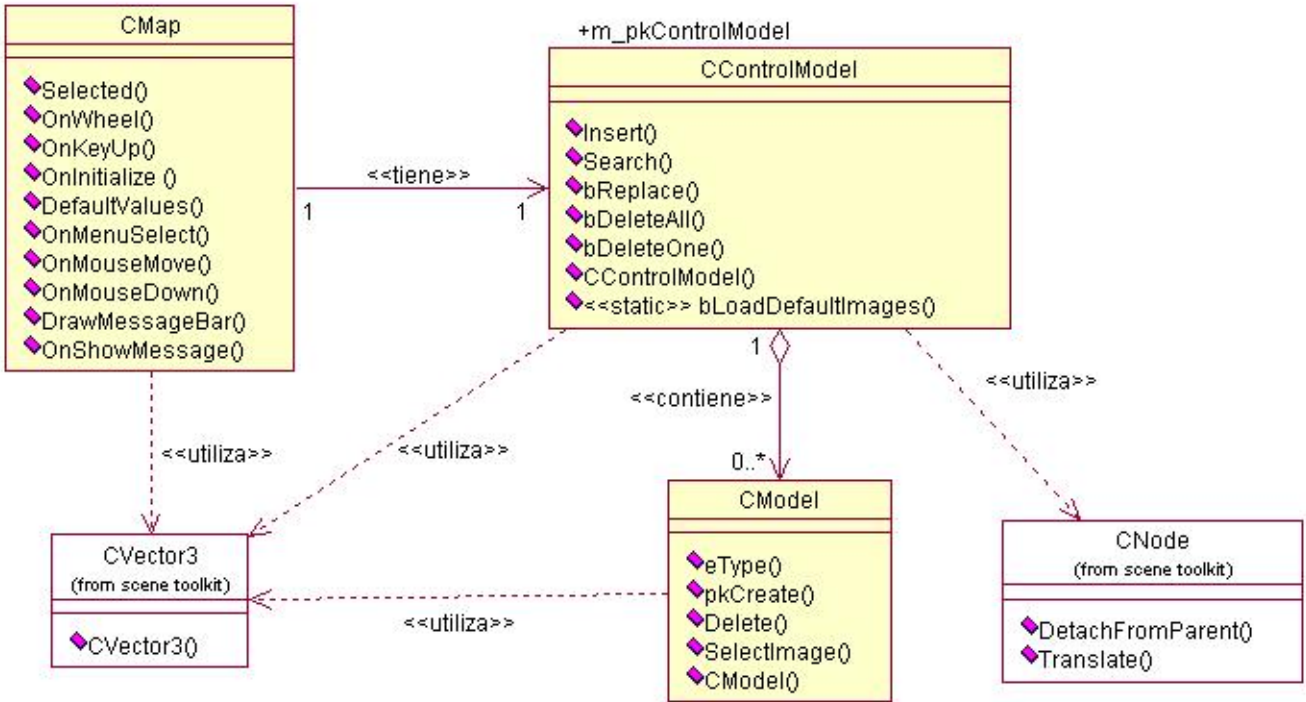 CMap
Selected()
OnWheel()
OnKeyUp()
OnInitialize ()
DefaultValues()
OnMenuSelect()
OnMouseMove()
OnMouseDown()
DrawMessageBar()
OnShowMessage()
<<tiene>>
1
1
+m_pkControlModel
CControlModel
Insert()
Search()
bReplace()
bDeleteAll()
bDeleteOne()
CControlModel()
<<static>> bLoadDefaultImages()
1
<<contiene>>
0..*
<<utiliza>>
<<utiliza>>
<<utiliza>>
<<utiliza>>
CVector3
(from scene toolkit)
CVector3()
CModel
eType()
pkCreate()
Delete()
SelectImage()
CModel()
CNode
(from scene toolkit)
DetachFromParent()
Translate()